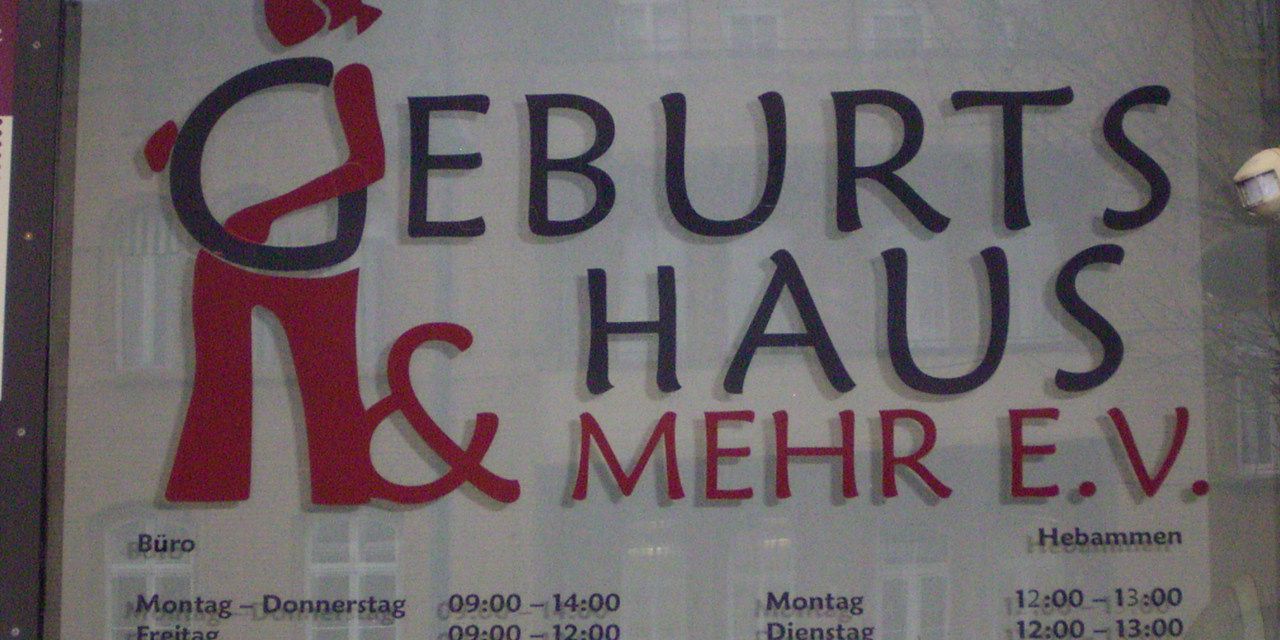 GEBURTS
HAUS
& MEHR E.V.
Büro
Hebammen
Montag – Donnerstag 09:00 – 14:00
Montag 12:00 – 13:00
Freitag 09:00 – 12:00
Dienstag 12:00 – 13:00